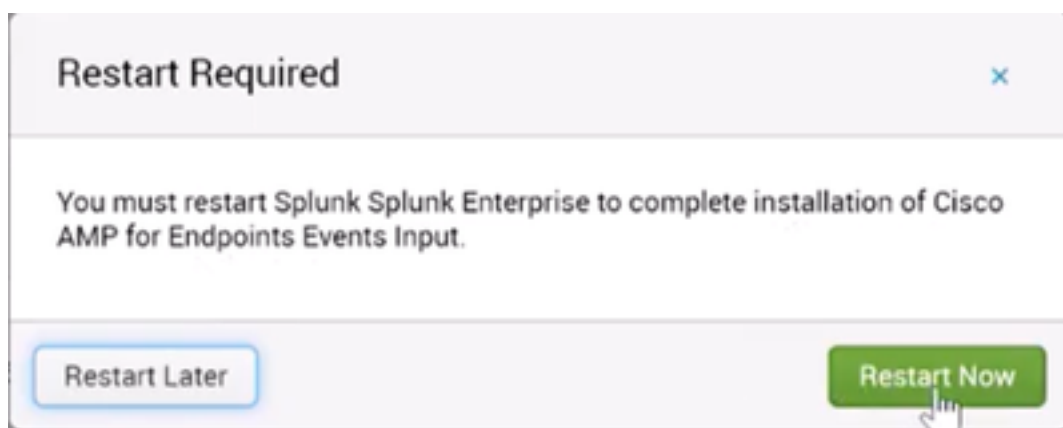 Restart Required
×
You must restart Splunk Splunk Enterprise to complete installation of Cisco
AMP for Endpoints Events Input.
Restart Later
Restart Now